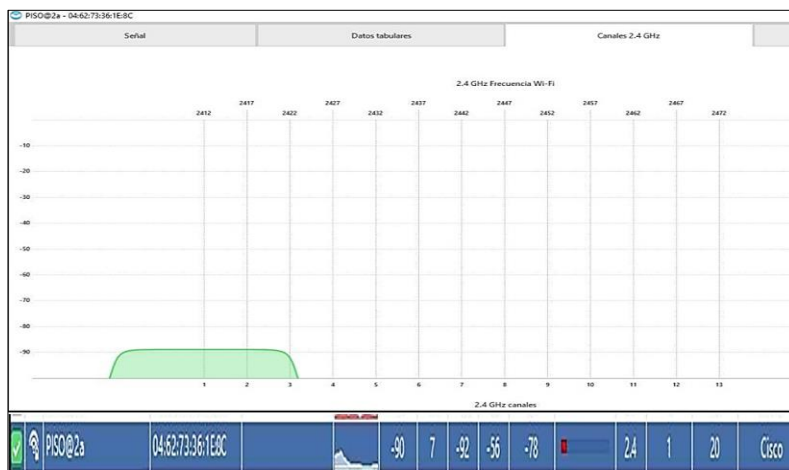 PISO@2a - 04:62:73:36:1E:8C
Señal Datos tabulares Canales 2.4 GHz
2.4 GHz Frecuencia Wi-Fi
2417 2427 2437 2447 2457 2467
2412 2422 2432 2442 2452 2462 2472
-10
-20
-30
-40
-50
-60
-70
-80
-90
1 2 3 4 5 6 7 8 9 10 11 12 13
2.4 GHz canales
PISO@2a 04:62:73:36:1E:8C -90 7 -92 -56 -78 2.4 1 20 Cisco